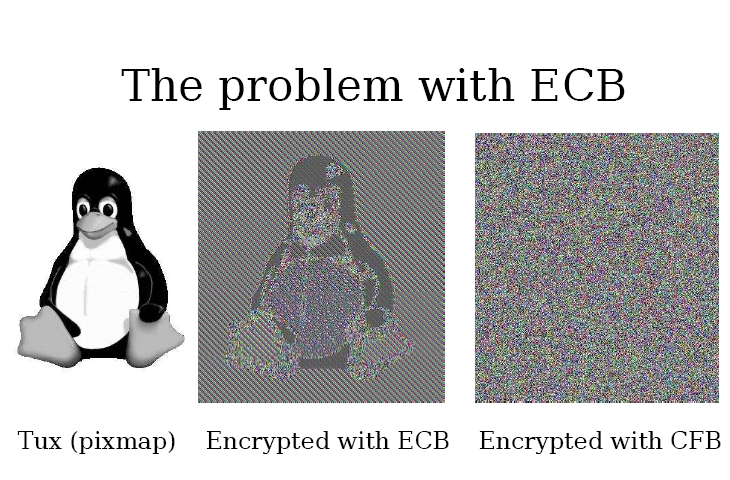 The problem with ECB
Tux (pixmap)
Encrypted with ECB
Encrypted with CFB